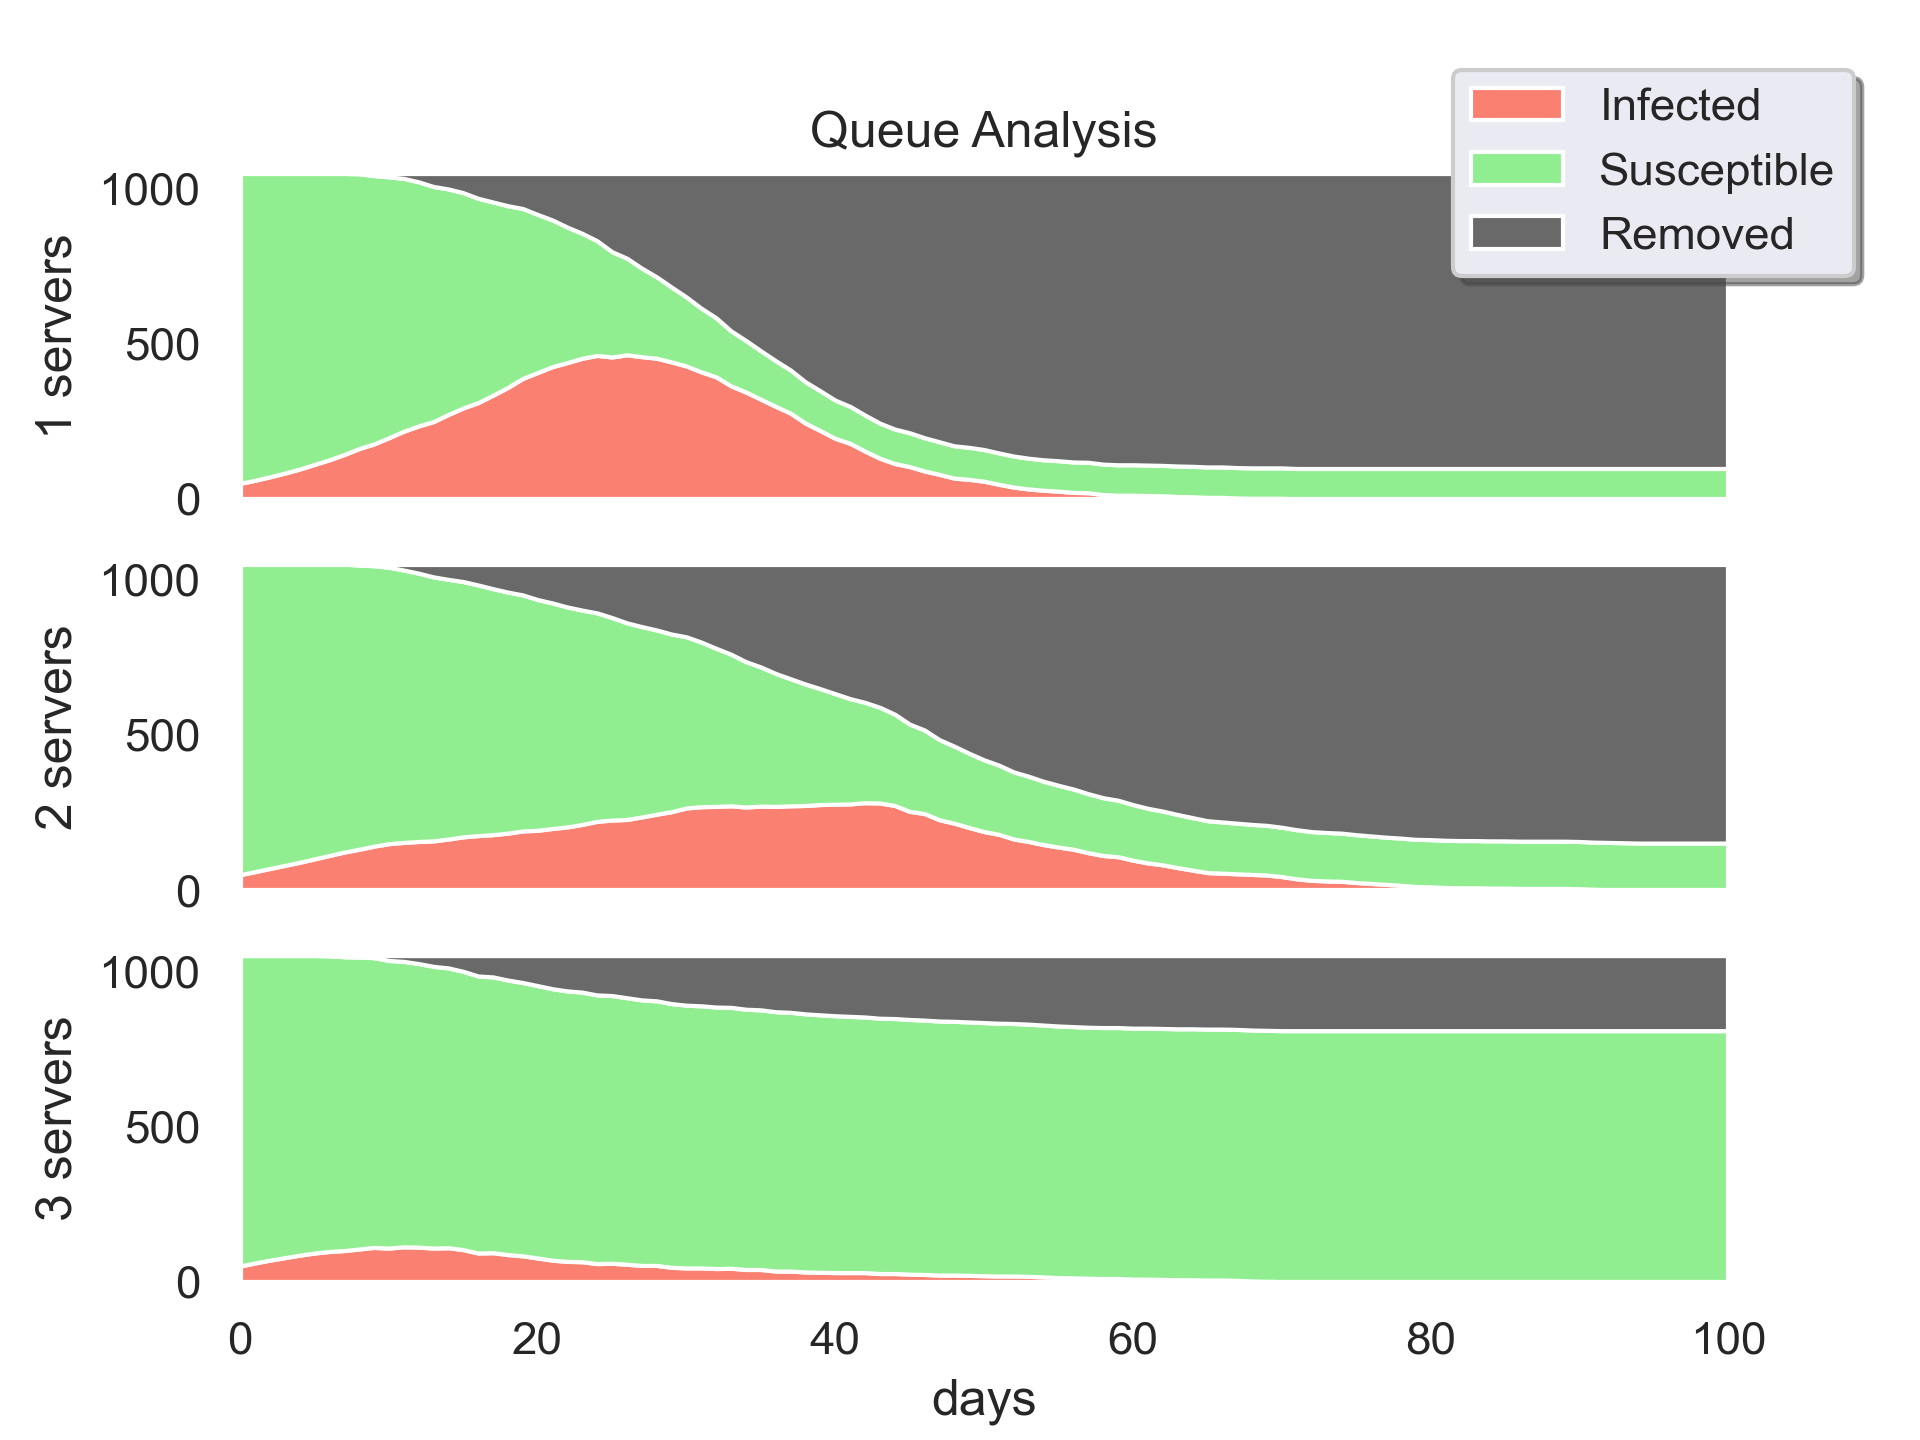 Queue Analysis
Infected
Susceptible
Removed
1 servers
1000
500
0
2 servers
1000
500
0
3 servers
1000
500
0
0 20 40 60 80 100
days